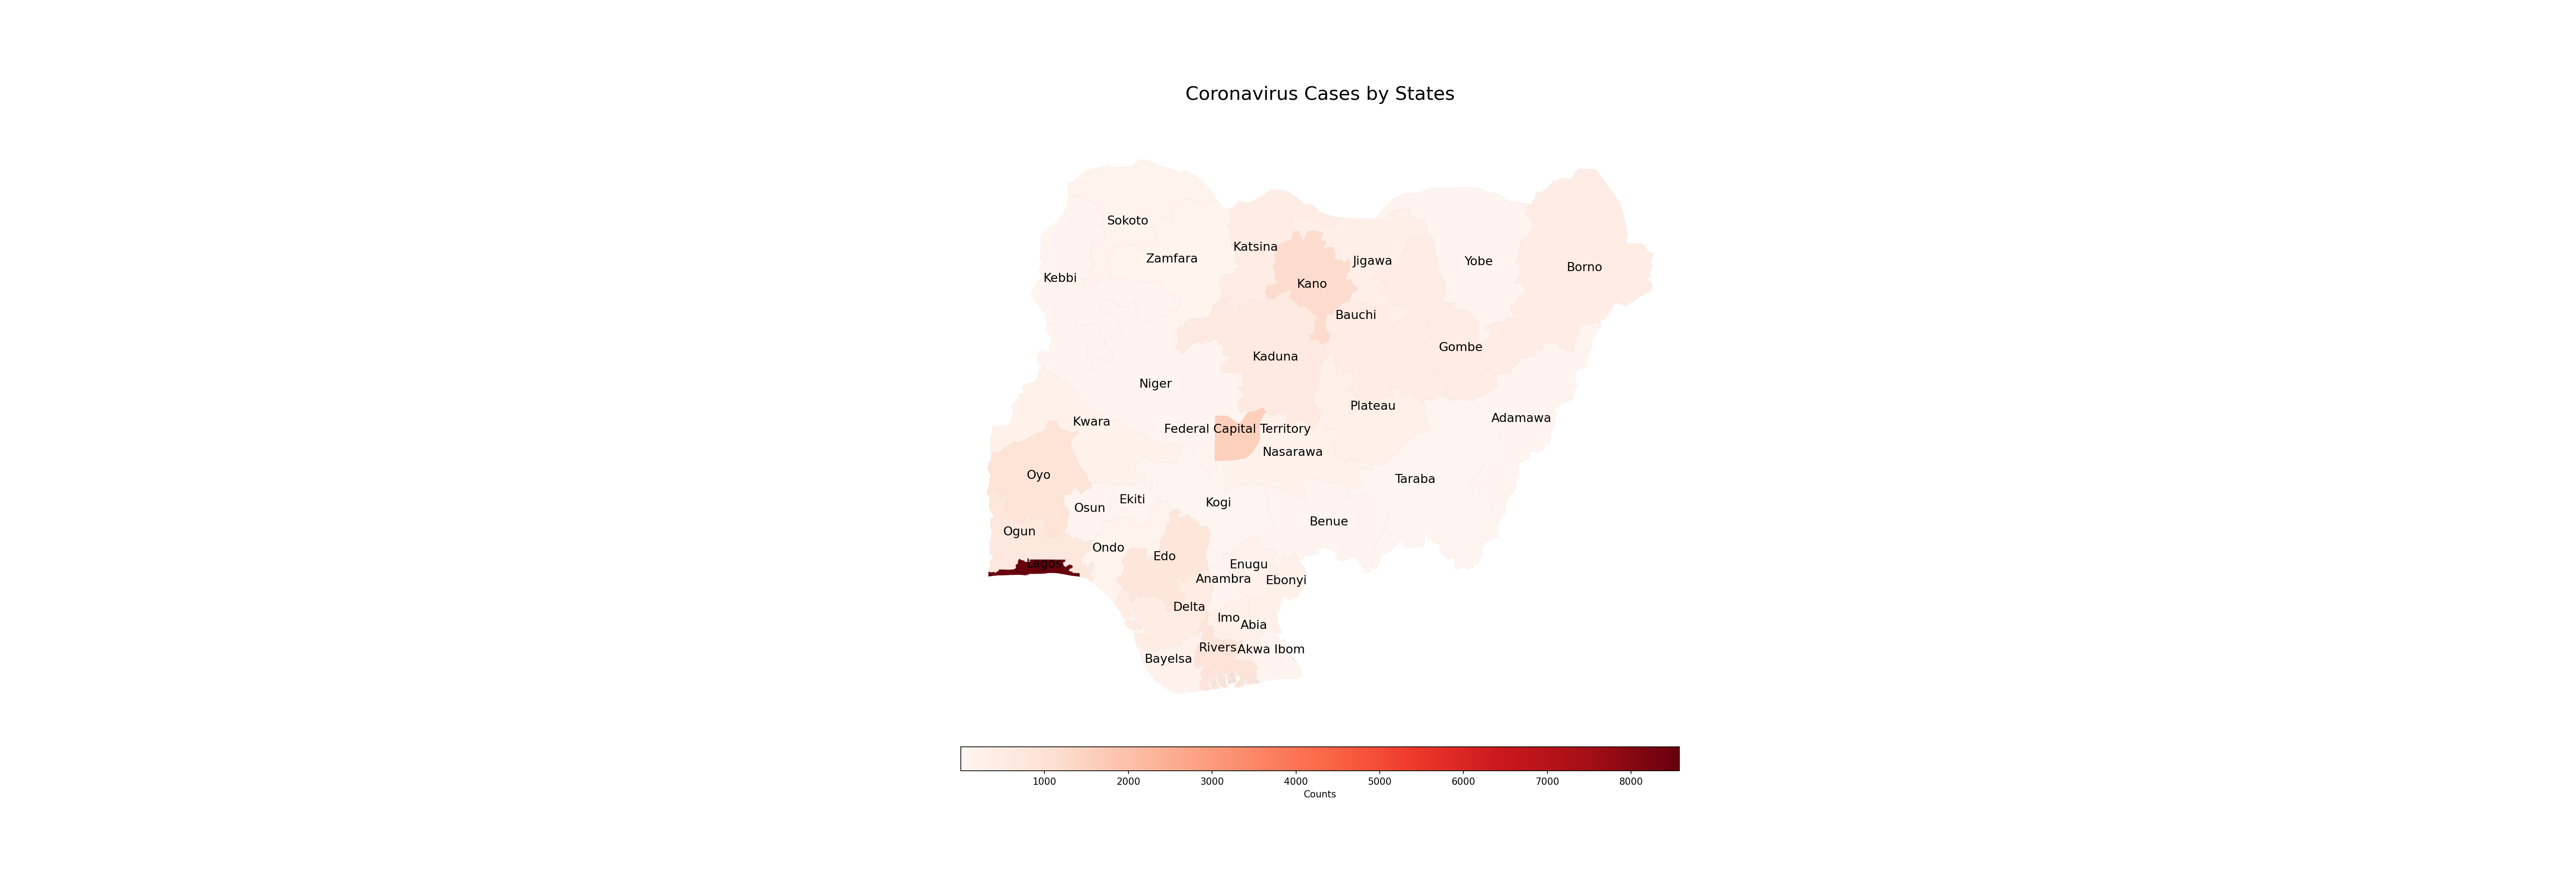 Coronavirus Cases by States
Sokoto
Katsina
Zamfara
Jigawa
Yobe
Borno
Kebbi
Kano
Bauchi
Gombe
Kaduna
Niger
Plateau
Adamawa
Kwara
Federal Capital Territory
Nasarawa
Oyo
Taraba
Ekiti
Kogi
Osun
Benue
Ogun
Ondo
Edo
Lagos
Enugu
Anambra
Ebonyi
Delta
Imo
Abia
Rivers
Akwa Ibom
Bayelsa
1000 2000 3000 4000 5000 6000 7000 8000
Counts